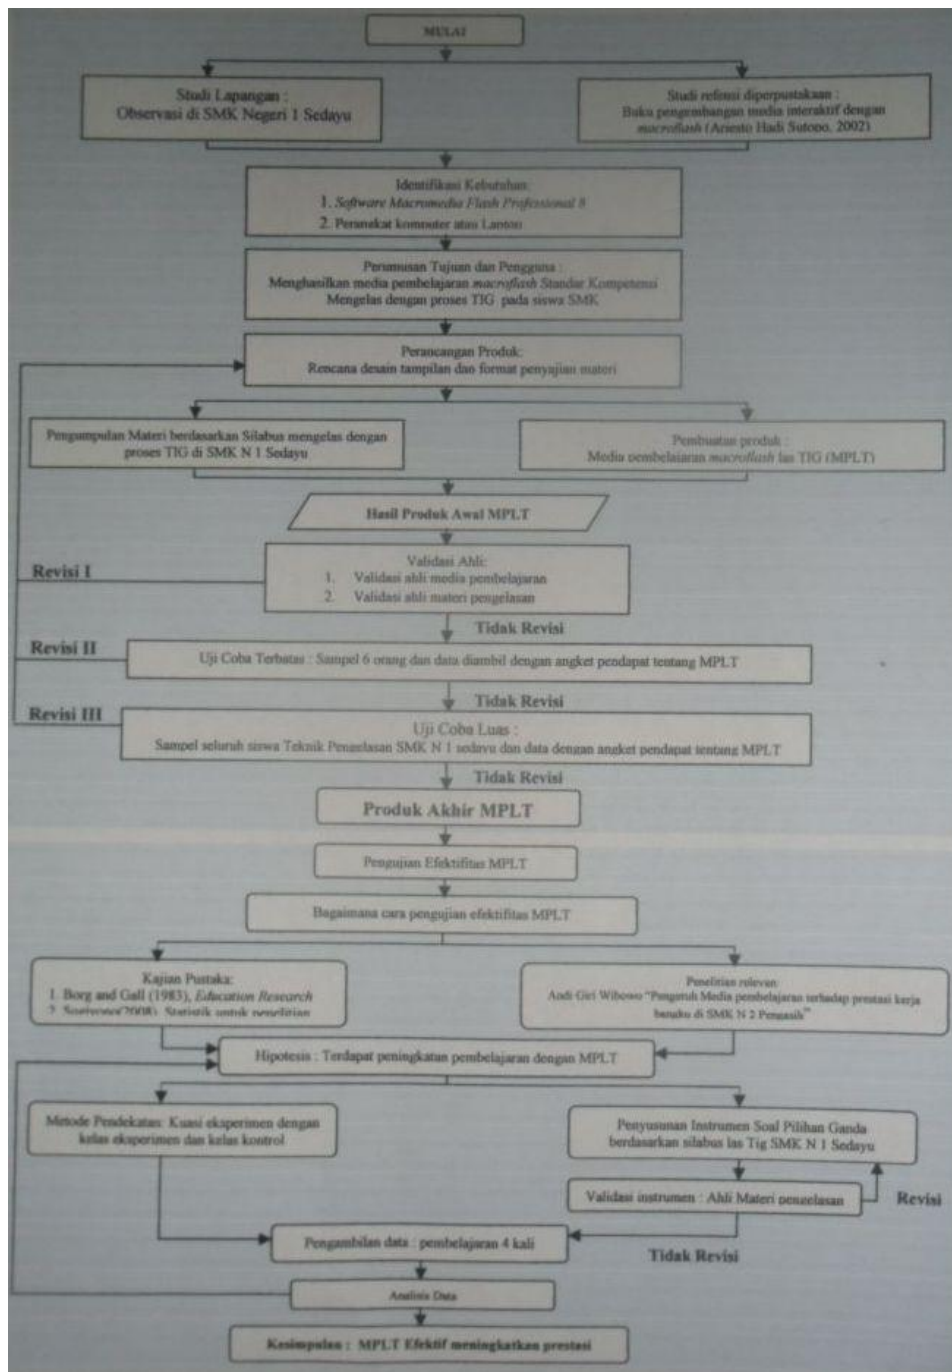 MULAI
Studi Lapangan :
Observasi di SMK Negeri 1 Sedayu
Studi refensi diperpustakaan :
Buku pengembangan media interaktif dengan
macroflash (Ariesto Hadi Sutopo, 2002)
Identifikasi Kebutuhan:
1. Software Macromedia Flash Professional 8
2. Perangkat komputer atau Laptop
Perumusan Tujuan dan Pengguna :
Menghasilkan media pembelajaran macroflash Standar Kompetensi
Mengelas dengan proses TIG pada siswa SMK
Perancangan Produk:
Rencana desain tampilan dan format penyajian materi
Pengumpulan Materi berdasarkan Silabus mengelas dengan
proses TIG di SMK N 1 Sedayu
Pembuatan produk :
Media pembelajaran macroflash las TIG (MPLT)
Hasil Produk Awal MPLT
Revisi I
Validasi Ahli:
1. Validasi ahli media pembelajaran
2. Validasi ahli materi pengelasan
Tidak Revisi
Revisi II
Uji Coba Terbatas : Sampel 6 orang dan data diambil dengan angket pendapat tentang MPLT
Tidak Revisi
Revisi III
Uji Coba Luas :
Sampel seluruh siswa Teknik Pengelasan SMK N 1 sedayu dan data dengan angket pendapat tentang MPLT
Tidak Revisi
Produk Akhir MPLT
Pengujian Efektifitas MPLT
Bagaimana cara pengujian efektifitas MPLT
Kajian Pustaka:
1. Borg and Gall (1983), Education Research
2. (2008), Statistik untuk penelitian
Penelitian relevan:
Andi Giri Wibowo "Pengaruh Media pembelajaran terhadap prestasi kerja
bangku di SMK N 2 Pengasih"
Hipotesis : Terdapat peningkatan pembelajaran dengan MPLT
Metode Pendekatan: Kuasi eksperimen dengan
kelas eksperimen dan kelas kontrol
Penyusunan Instrumen Soal Pilihan Ganda
berdasarkan silabus las Tig SMK N 1 Sedayu
Validasi instrumen : Ahli Materi pengelasan
Revisi
Pengambilan data : pembelajaran 4 kali
Tidak Revisi
Analisis Data
Kesimpulan : MPLT Efektif meningkatkan prestasi